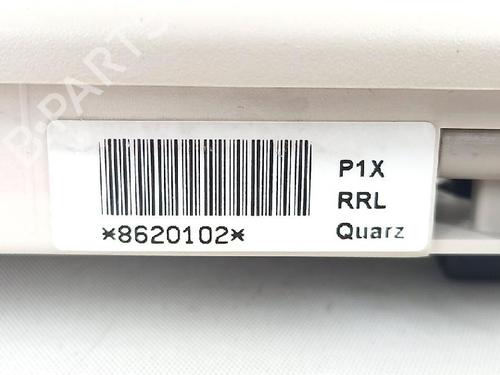 B-PARTS
P1X
RRL
*8620102*
Quarz